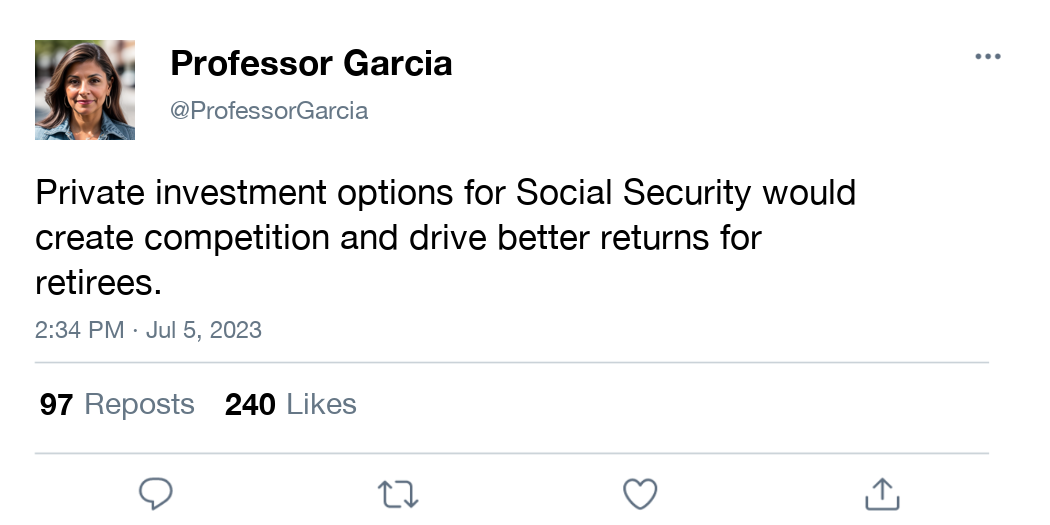 Professor Garcia
@ProfessorGarcia
Private investment options for Social Security would
create competition and drive better returns for
retirees.
2:34 PM · Jul 5, 2023
97 Reposts 240 Likes